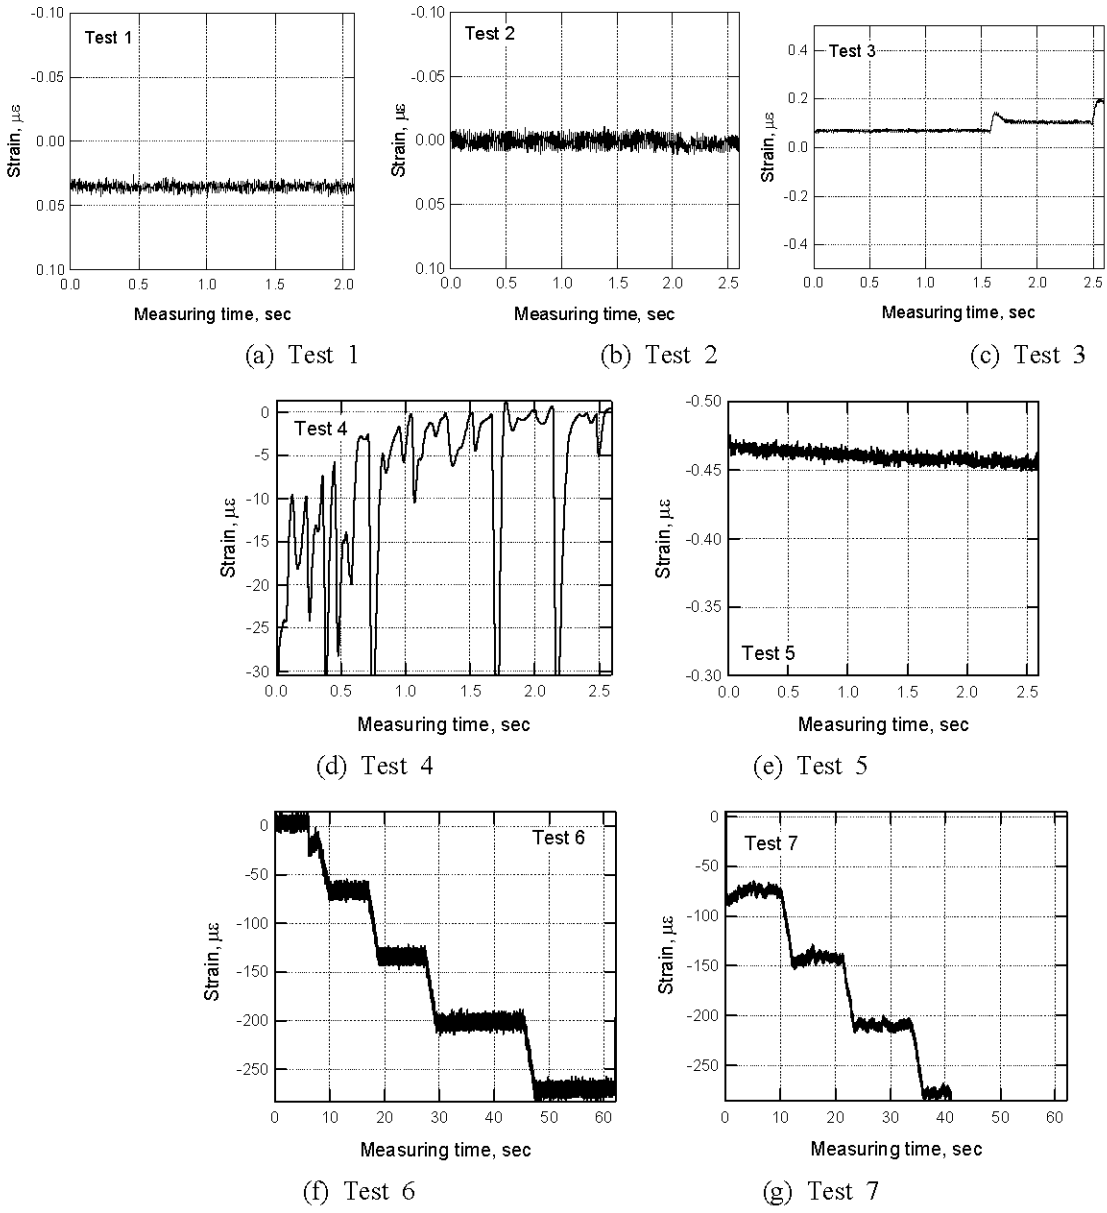 -0.10
-0.05
0.00
0.05
0.10
Strain, µε
Test 1
0.0 0.5 1.0 1.5 2.0
Measuring time, sec
(a) Test 1
-0.10
-0.05
0.00
0.05
0.10
Strain, µε
Test 2
0.0 0.5 1.0 1.5 2.0 2.5
Measuring time, sec
(b) Test 2
0.4
0.2
0.0
-0.2
-0.4
Strain, µε
Test 3
0.0 0.5 1.0 1.5 2.0 2.5
Measuring time, sec
(c) Test 3
0
-5
-10
-15
-20
-25
-30
Strain, µε
Test 4
0.0 0.5 1.0 1.5 2.0 2.5
Measuring time, sec
(d) Test 4
-0.50
-0.45
-0.40
-0.35
-0.30
Strain, µε
Test 5
0.0 0.5 1.0 1.5 2.0 2.5
Measuring time, sec
(e) Test 5
0
-50
-100
-150
-200
-250
Strain, µε
Test 6
0 10 20 30 40 50 60
Measuring time, sec
(f) Test 6
0
-50
-100
-150
-200
-250
Strain, µε
Test 7
0 10 20 30 40 50 60
Measuring time, sec
(g) Test 7